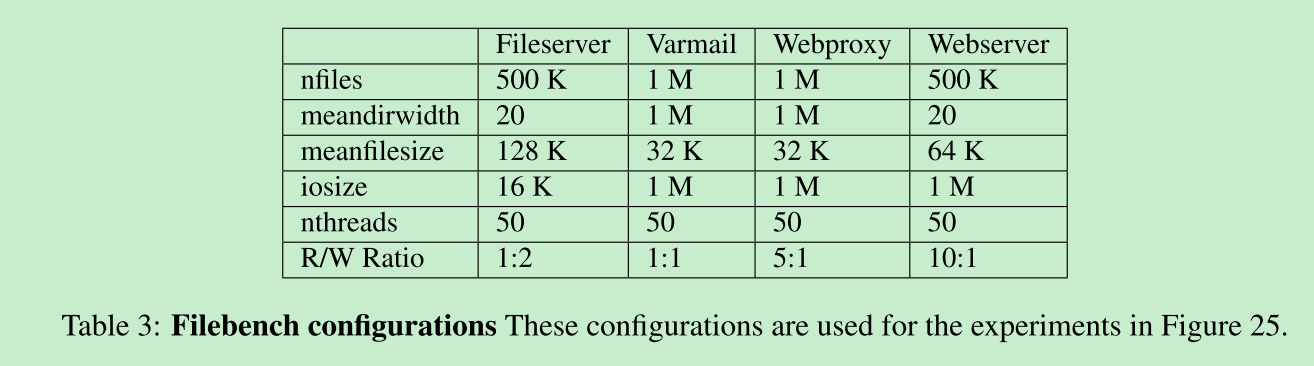 Fileserver Varmail Webproxy Webserver
nfiles 500 K 1 M 1 M 500 K
meandirwidth 20 1 M 1 M 20
meanfilesize 128 K 32 K 32 K 64 K
iosize 16 K 1 M 1 M 1 M
nthreads 50 50 50 50
R/W Ratio 1:2 1:1 5:1 10:1
Table 3: Filebench configurations These configurations are used for the experiments in Figure 25.